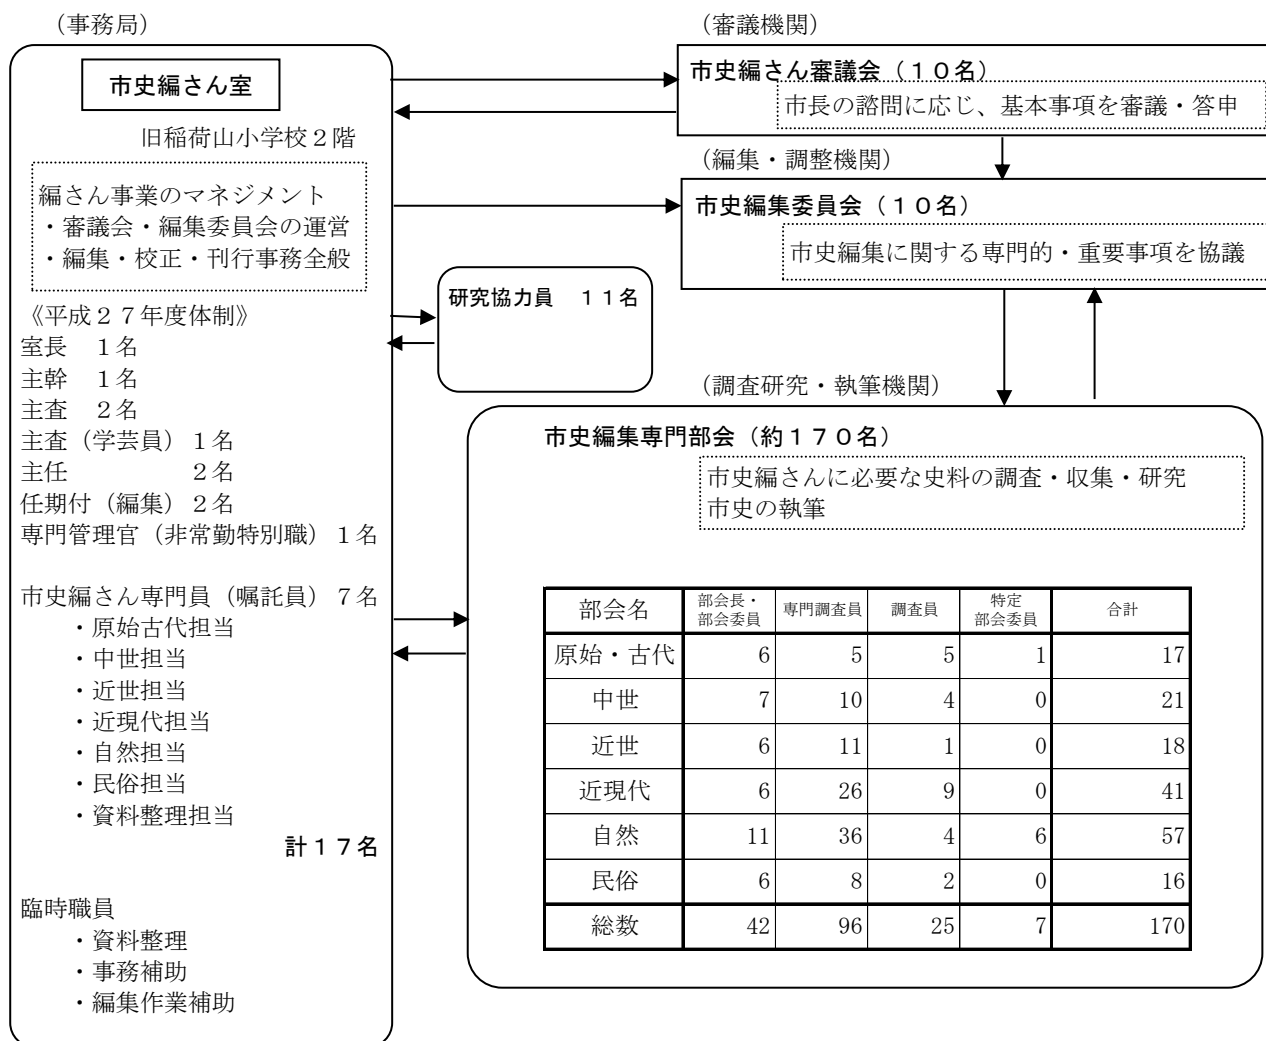 （事務局）
市史編さん室
旧稲荷山小学校２階
編さん事業のマネジメント
・審議会・編集委員会の運営
・編集・校正・刊行事務全般
《平成２７年度体制》
室長　１名
主幹　１名
主査　２名
主査（学芸員）１名
主任　２名
任期付（編集）２名
専門管理官（非常勤特別職）１名
市史編さん専門員（嘱託員）７名
・原始古代担当
・中世担当
・近世担当
・近現代担当
・自然担当
・民俗担当
・資料整理担当
計１７名
臨時職員
・資料整理
・事務補助
・編集作業補助
（審議機関）
市史編さん審議会（１０名）
市長の諮問に応じ、基本事項を審議・答申
（編集・調整機関）
市史編集委員会（１０名）
市史編集に関する専門的・重要事項を協議
研究協力員　１１名
（調査研究・執筆機関）
市史編集専門部会（約１７０名）
市史編さんに必要な史料の調査・収集・研究
市史の執筆
部会名 部会長・部会委員 専門調査員 調査員 特定部会委員 合計
原始・古代 6 5 5 1 17
中世 7 10 4 0 21
近世 6 11 1 0 18
近現代 6 26 9 0 41
自然 11 36 4 6 57
民俗 6 8 2 0 16
総数 42 96 25 7 170